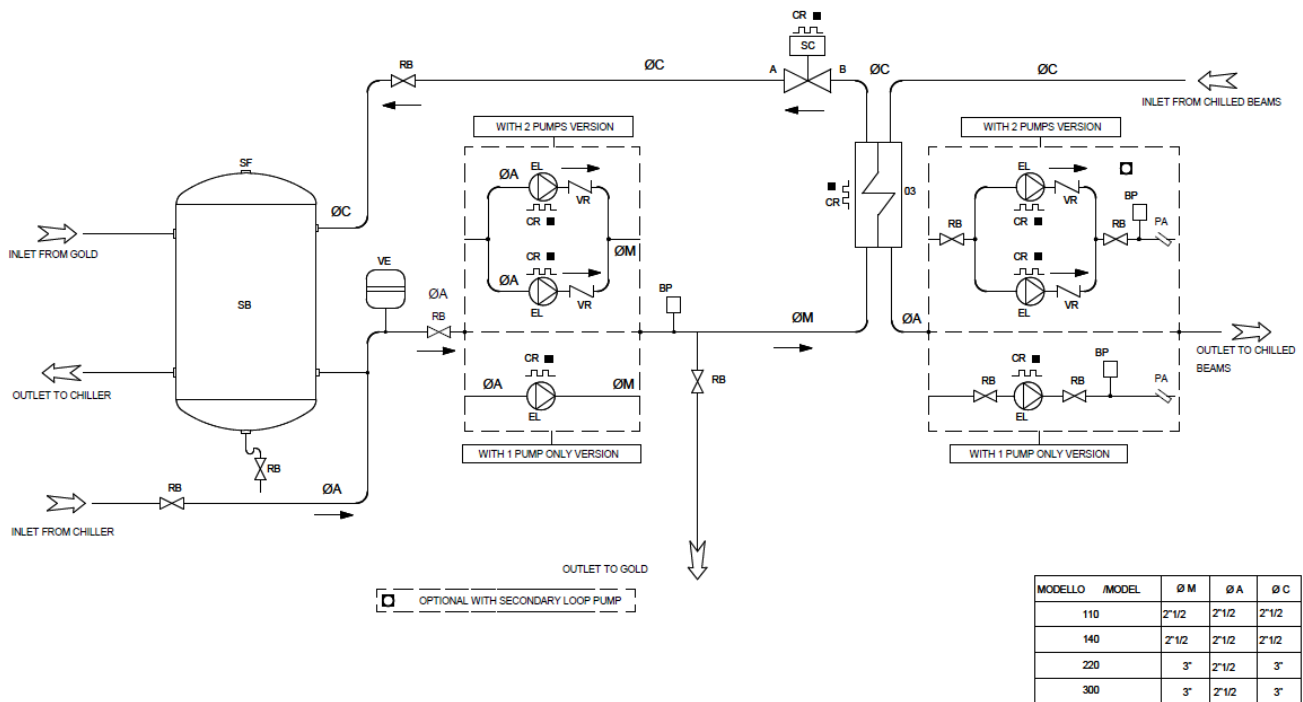 CR
SC
RB
ØC
A
B
ØC
ØC
INLET FROM CHILLED BEAMS
WITH 2 PUMPS VERSION
WITH 2 PUMPS VERSION
SF
EL
EL
ØA
VR
VR
BP
ØC
CR
CR
CR
03
RB
RB
PA
INLET FROM GOLD
CR
ØM
CR
VE
ØA
ØA
SB
RB
EL
VR
BP
EL
VR
ØM
ØA
OUTLET TO CHILLED
BEAMS
CR
CR
BP
OUTLET TO CHILLER
ØA
ØM
RB
RB
RB
PA
EL
EL
WITH 1 PUMP ONLY VERSION
WITH 1 PUMP ONLY VERSION
RB
RB
ØA
INLET FROM CHILLER
OUTLET TO GOLD
OPTIONAL WITH SECONDARY LOOP PUMP
MODELLO /MODEL Ø M Ø A Ø C
110 2"1/2 2"1/2 2"1/2
140 2"1/2 2"1/2 2"1/2
220 3" 2"1/2 3"
300 3" 2"1/2 3"